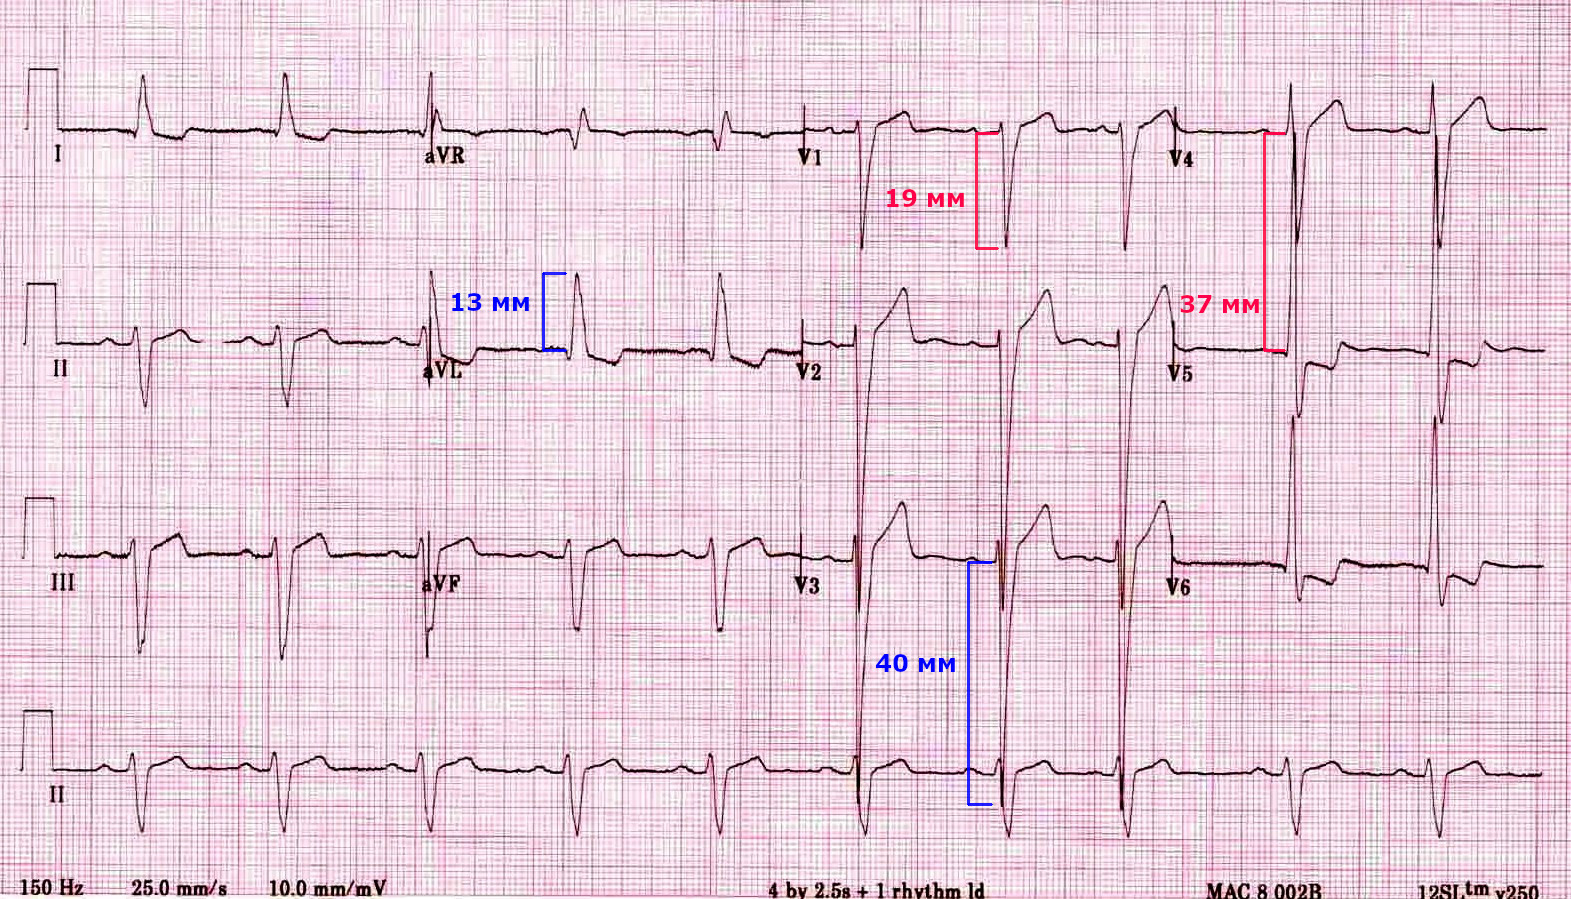 I aVR V1 V4
19 мм
II aVL V2 V5
13 мм
37 мм
III aVF V3 V6
40 мм
II
150 Hz 25.0 mm/s 10.0 mm/mV 4 by 2.5s + 1 rhythm ld MAC 8 002B 12SLtm v250